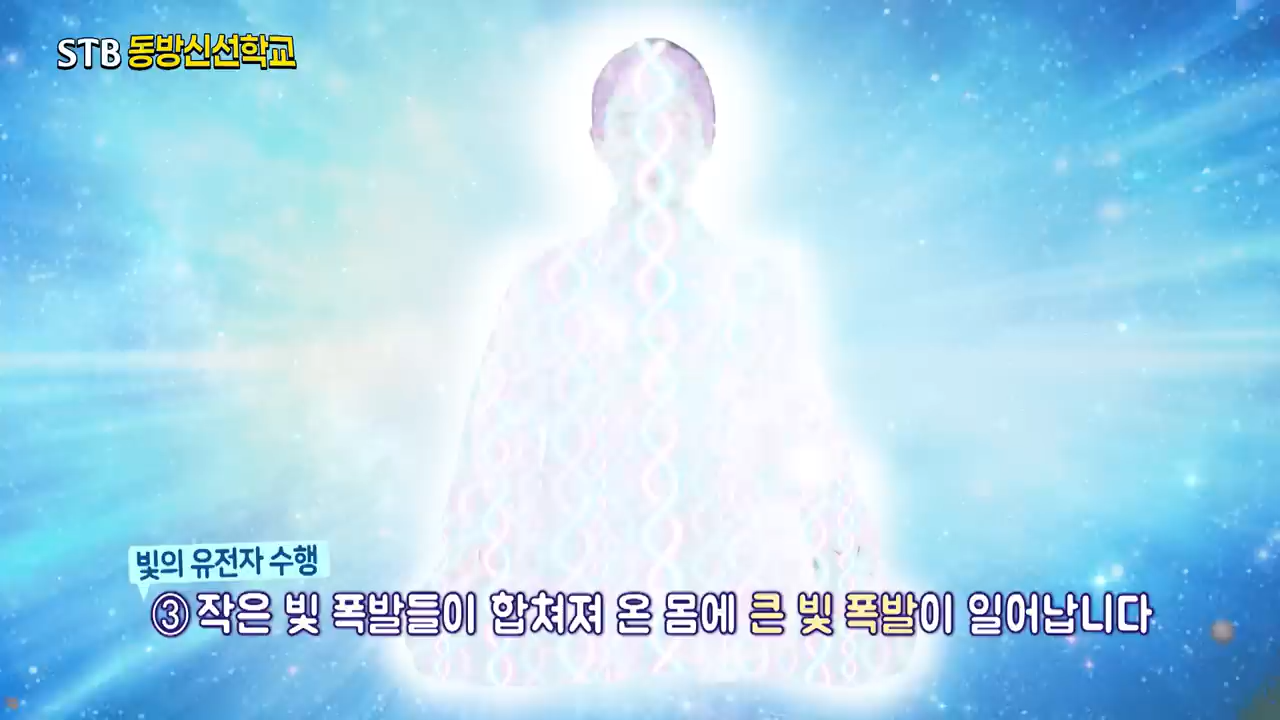 STB 동방신선학교
빛의 유전자 수행
③ 작은 빛 폭발들이 합쳐져 온 몸에 큰 빛 폭발이 일어납니다